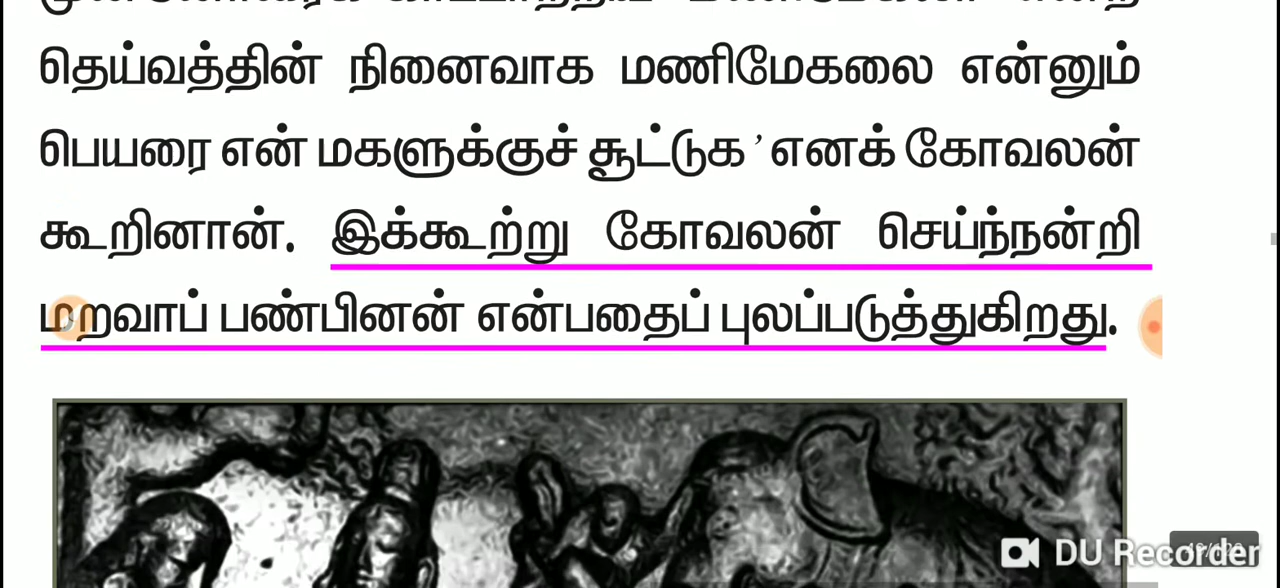 தெய்வத்தின் நினைவாக மணிமேகலை என்னும்
பெயரை என் மகளுக்குச் சூட்டுக ’ எனக் கோவலன்
கூறினான். இக்கூற்று கோவலன் செய்ந்நன்றி
மறவாப் பண்பினன் என்பதைப் புலப்படுத்துகிறது.
DU Recorder